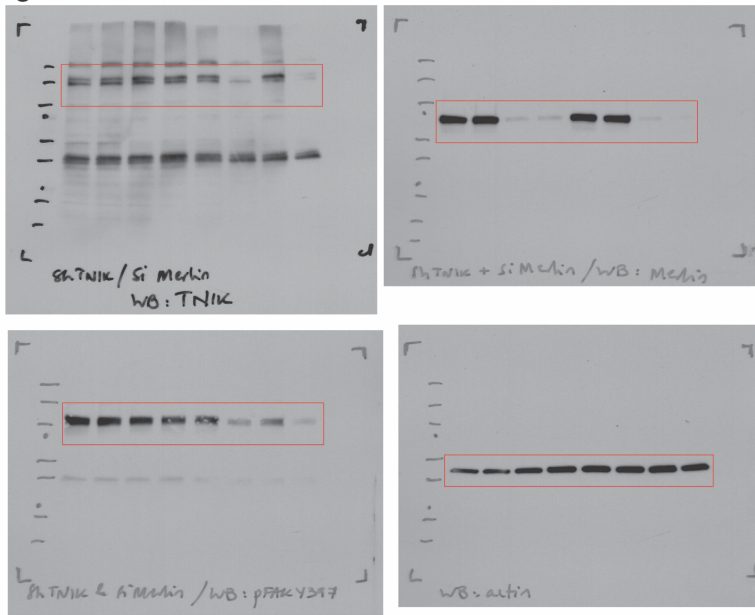 Sh TNIK / Si Merlin
WB: TNIK
Sh TNIK + Si Merlin / WB: Merlin
Sh TNIK & Si Merlin / WB: pFAK Y397
WB: actin